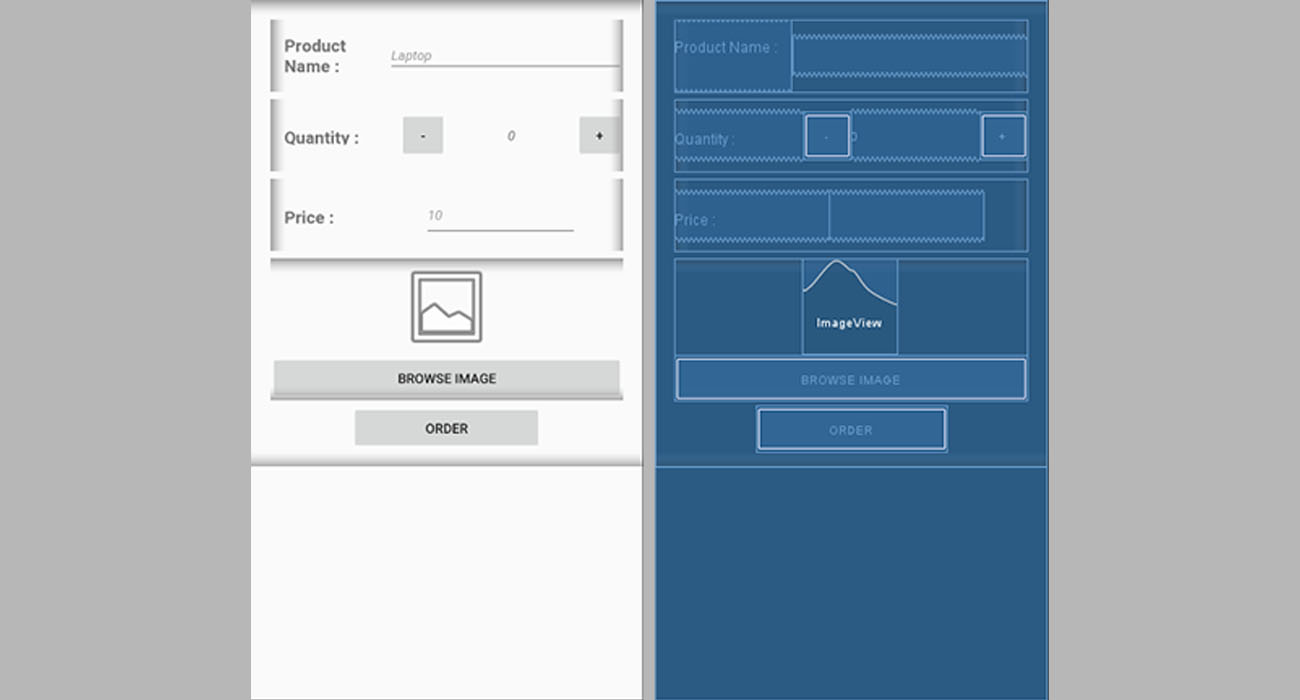 Product
Name :
Laptop
Quantity :
-
0
+
Price :
10
BROWSE IMAGE
ORDER
Product Name :
Quantity :
-
0
+
Price :
ImageView
BROWSE IMAGE
ORDER